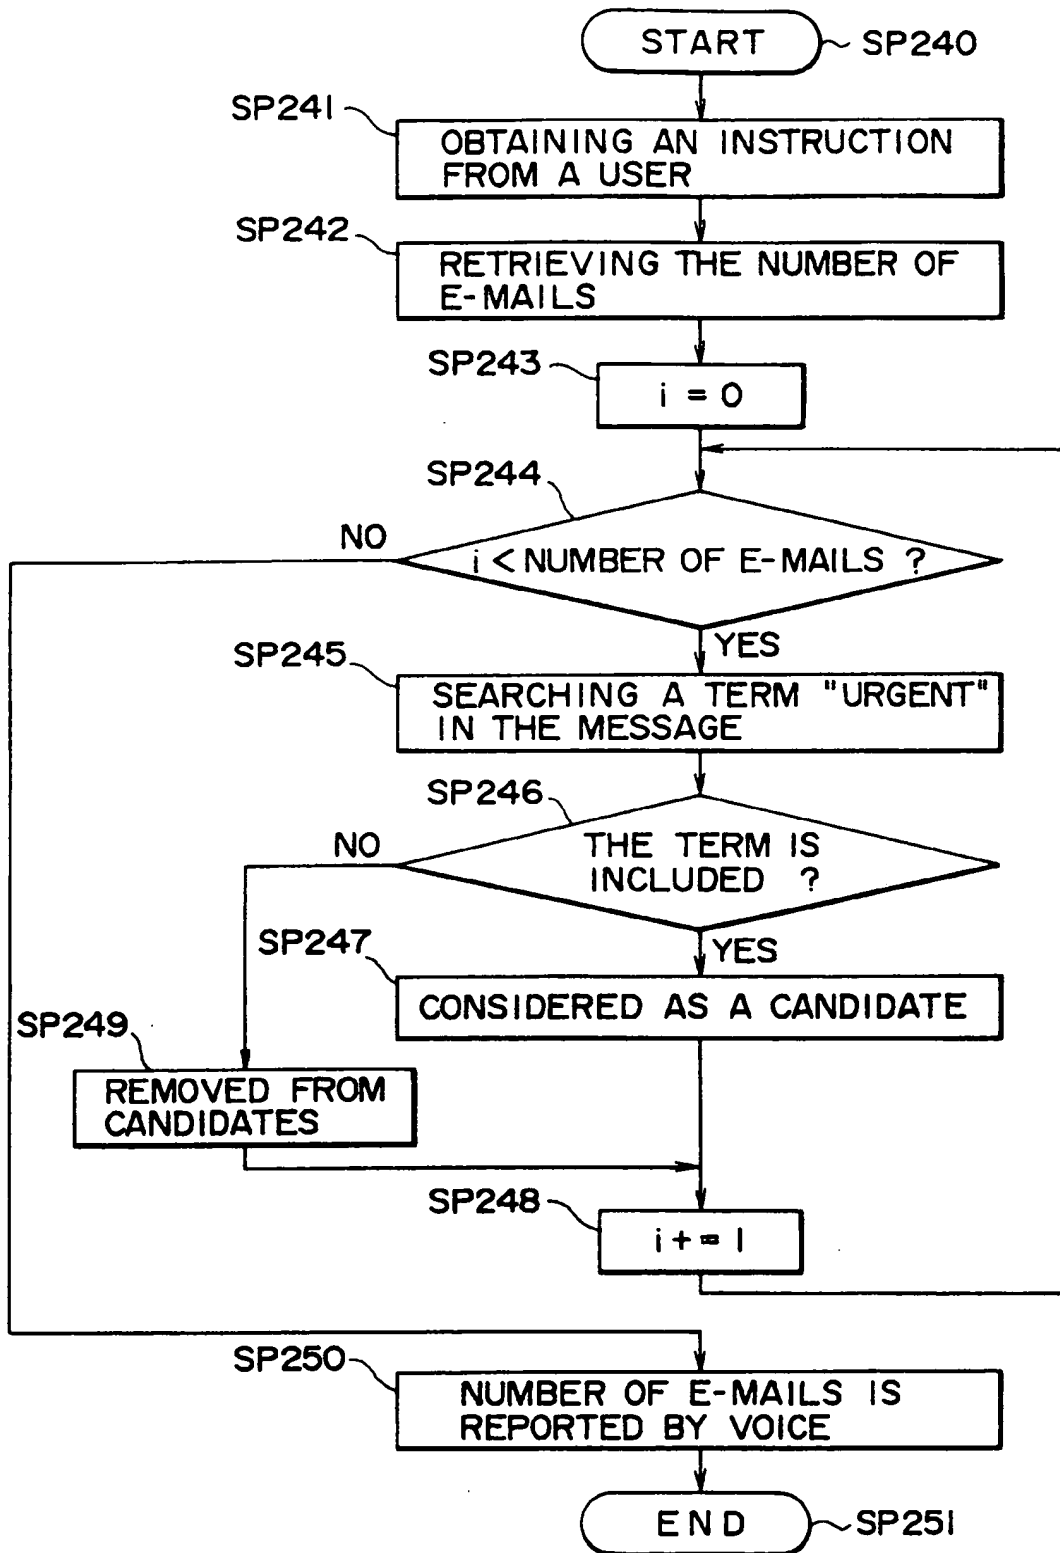 START
SP240
SP241
OBTAINING AN INSTRUCTION
FROM A USER
SP242
RETRIEVING THE NUMBER OF
E-MAILS
SP243
i = 0
SP244
NO
i < NUMBER OF E-MAILS ?
YES
SP245
SEARCHING A TERM "URGENT"
IN THE MESSAGE
SP246
NO
THE TERM IS
INCLUDED ?
YES
SP247
CONSIDERED AS A CANDIDATE
SP249
REMOVED FROM
CANDIDATES
SP248
i += 1
SP250
NUMBER OF E-MAILS IS
REPORTED BY VOICE
END
SP251